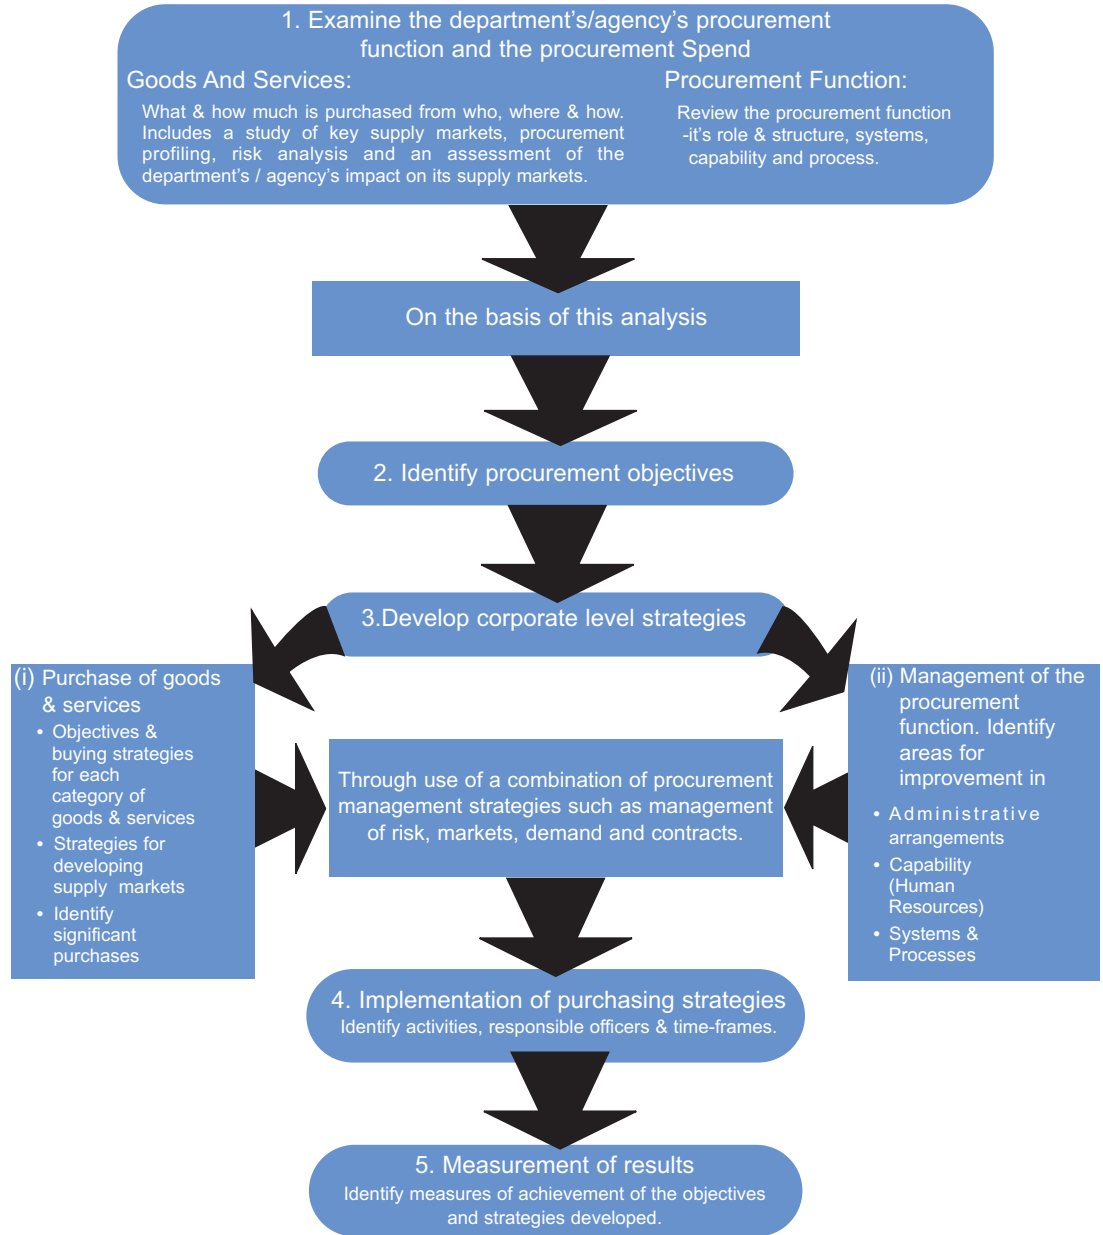 1. Examine the department's/agency's procurement
function and the procurement Spend
Goods And Services:
What & how much is purchased from who, where & how.
Includes a study of key supply markets, procurement
profiling, risk analysis and an assessment of the
department's / agency's impact on its supply markets.
Procurement Function:
Review the procurement function
-it's role & structure, systems,
capability and process.
On the basis of this analysis
2. Identify procurement objectives
3.Develop corporate level strategies
(i) Purchase of goods
& services
• Objectives &
buying strategies
for each
category of
goods & services
• Strategies for
developing
supply markets
• Identify
significant
purchases
(ii) Management of the
procurement
function. Identify
areas for
improvement in
• Administrative
arrangements
• Capability
(Human
Resources)
• Systems &
Processes
Through use of a combination of procurement
management strategies such as management
of risk, markets, demand and contracts.
4. Implementation of purchasing strategies
Identify activities, responsible officers & time-frames.
5. Measurement of results
Identify measures of achievement of the objectives
and strategies developed.